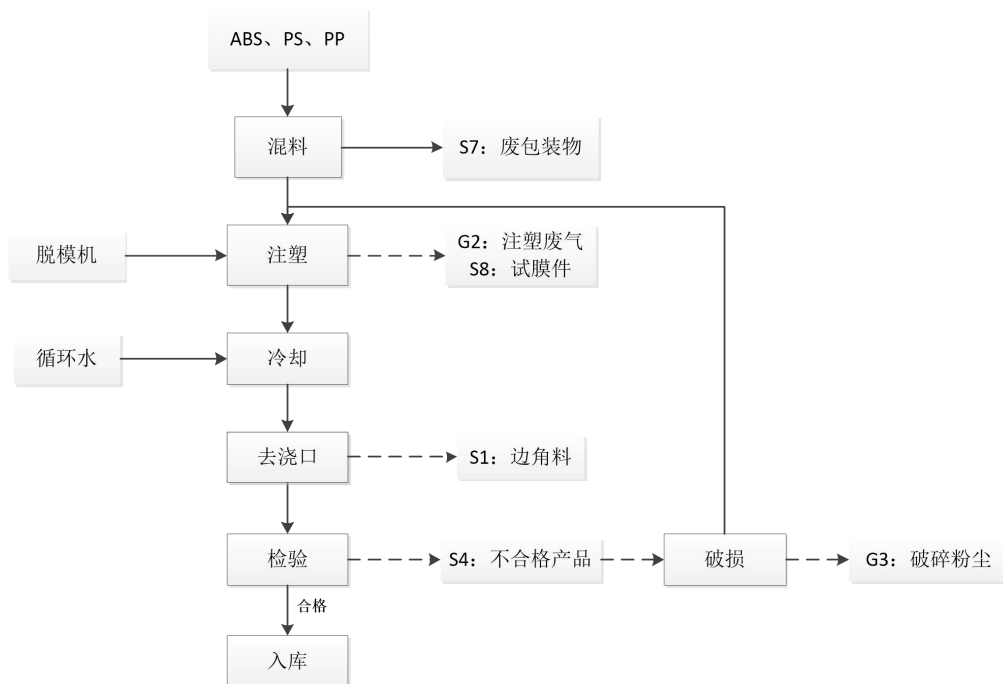 ABS、PS、PP
混料
S7：废包装物
脱模机
注塑
G2：注塑废气
S8：试膜件
循环水
冷却
去浇口
S1：边角料
检验
S4：不合格产品
破损
G3：破碎粉尘
合格
入库